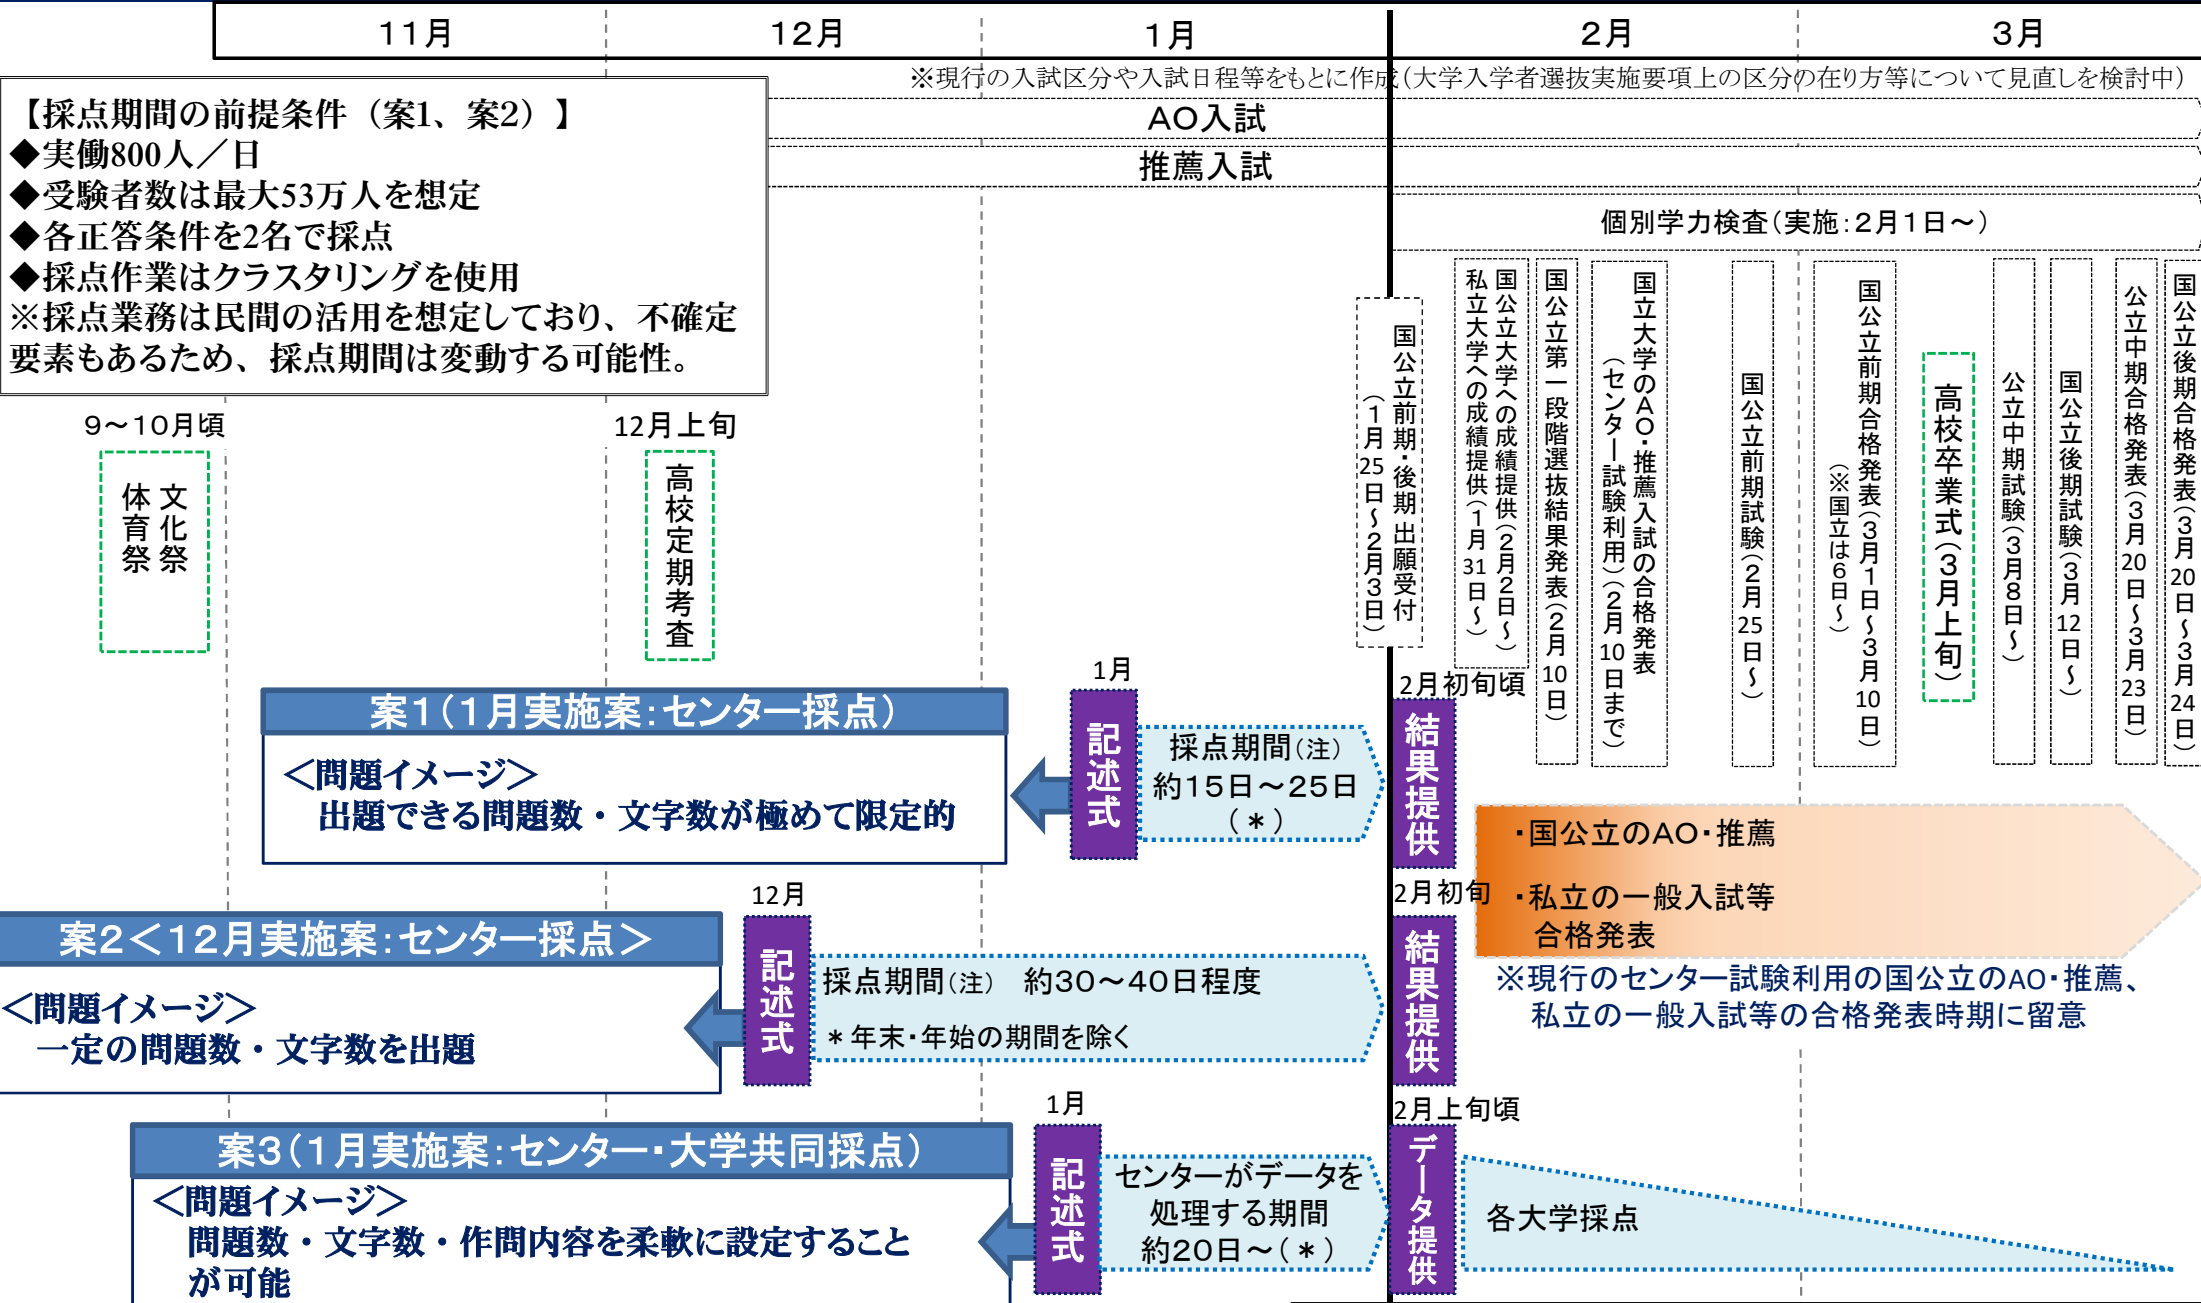 11月
12月
1月
2月
3月
※現行の入試区分や入試日程等をもとに作成(大学入学者選抜実施要項上の区分の在り方等について見直しを検討中)
【採点期間の前提条件(案1、案2)】
◆実働800人／日
◆受験者数は最大53万人を想定
◆各正答条件を2名で採点
◆採点作業はクラスタリングを使用
※採点業務は民間の活用を想定しており、不確定
要素もあるため、採点期間は変動する可能性。
AO入試
推薦入試
個別学力検査(実施:2月1日～)
9～10月頃
文化祭
体育祭
12月上旬
高校定期考査
国公立前期・後期出願受付
(1月25日～2月3日)
国公立大学への成績提供(2月2日～)
私立大学への成績提供(1月31日～)
国公立第一段階選抜結果発表(2月10日)
国立大学のAO・推薦入試の合格発表
(センター試験利用)(2月10日まで)
国公立前期試験(2月25日～)
国公立前期合格発表(3月1日～3月10日)
(※国立は6日～)
高校卒業式(3月上旬)
公立中期試験(3月8日～)
国公立後期試験(3月12日～)
公立中期合格発表(3月20日～3月23日)
国公立後期合格発表(3月20日～3月24日)
案1(1月実施案:センター採点)
＜問題イメージ＞
出題できる問題数・文字数が極めて限定的
1月
記述式
採点期間(注)
約15日～25日
(＊)
2月初旬頃
結果提供
・国公立のAO・推薦
・私立の一般入試等
合格発表
※現行のセンター試験利用の国公立のAO・推薦、
私立の一般入試等の合格発表時期に留意
案2＜12月実施案:センター採点＞
＜問題イメージ＞
一定の問題数・文字数を出題
12月
記述式
採点期間(注)　約30～40日程度
＊年末・年始の期間を除く
2月初旬
結果提供
案3(1月実施案:センター・大学共同採点)
＜問題イメージ＞
問題数・文字数・作問内容を柔軟に設定すること
が可能
1月
記述式
センターがデータを
処理する期間
約20日～(＊)
2月上旬頃
データ提供
各大学採点